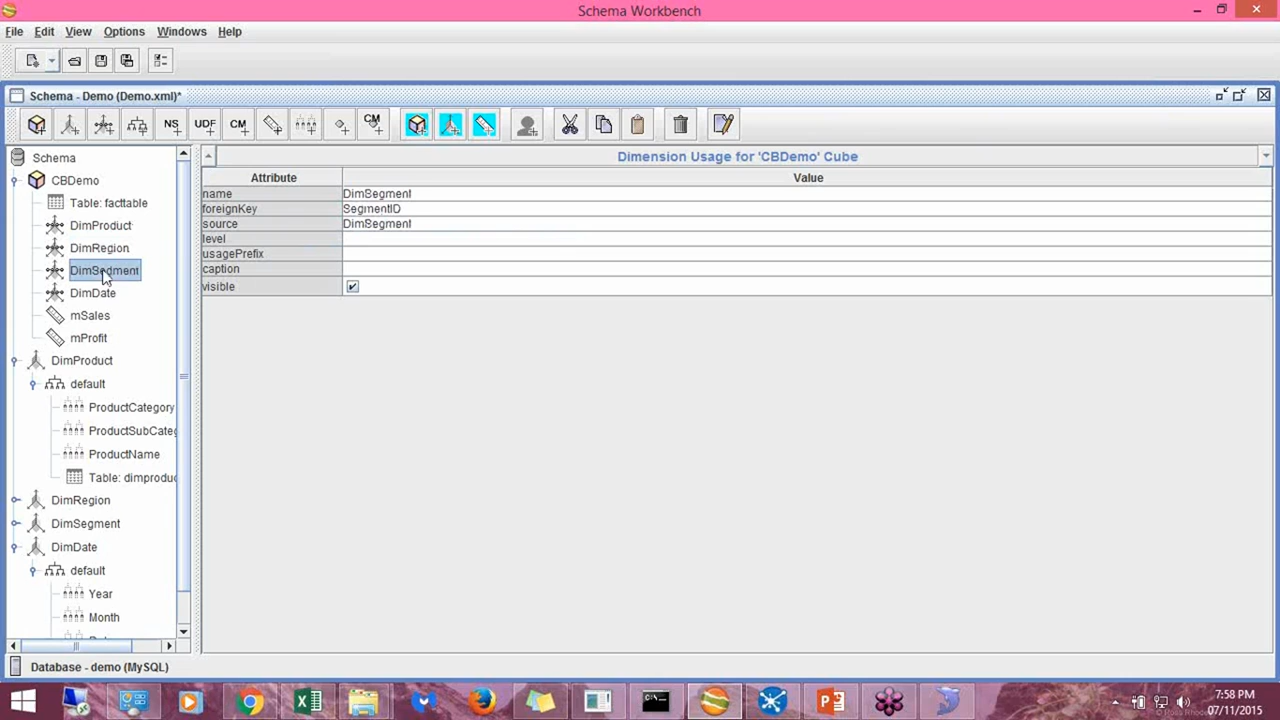 Schema Workbench
File Edit View Options Windows Help
Schema - Demo (Demo.xml)*
NS UDF CM CM
Schema
CBDemo
Table: facttable
DimProduct
DimRegion
DimSegment
DimDate
mSales
mProfit
DimProduct
default
ProductCategory
ProductSubCateg
ProductName
Table: dimproduc
DimRegion
DimSegment
DimDate
default
Year
Month
Dimension Usage for 'CBDemo' Cube
Attribute Value
name DimSegment
foreignKey SegmentID
source DimSegment
level
usagePrefix
caption
visible
Database - demo (MySQL)
7:58 PM
07/11/2015